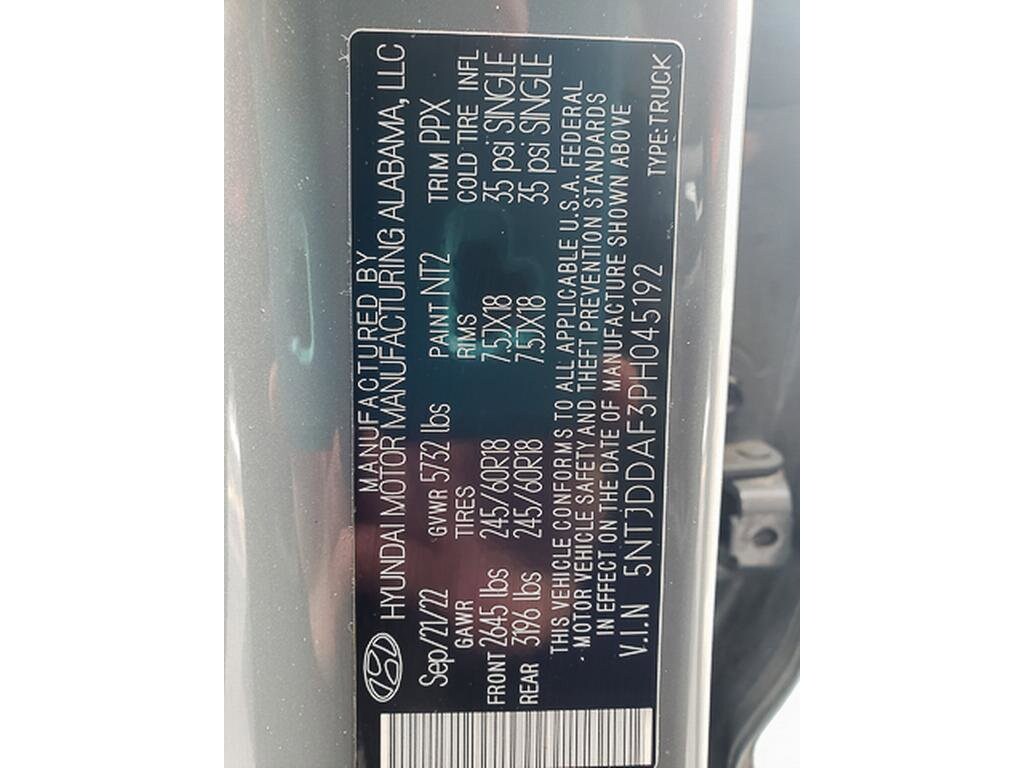 MANUFACTURED BY
HYUNDAI MOTOR MANUFACTURING ALABAMA, LLC
Sep/21/22 GVWR 5732 lbs PAINT NT2 TRIM PPX
GAWR TIRES RIMS COLD TIRE INFL
FRONT 2645 lbs 245/60R18 7.5JX18 35 psi SINGLE
REAR 3196 lbs 245/60R18 7.5JX18 35 psi SINGLE
THIS VEHICLE CONFORMS TO ALL APPLICABLE U.S.A. FEDERAL
MOTOR VEHICLE SAFETY AND THEFT PREVENTION STANDARDS
IN EFFECT ON THE DATE OF MANUFACTURE SHOWN ABOVE
V.I.N 5NTJDDAF3PH045192 TYPE:TRUCK